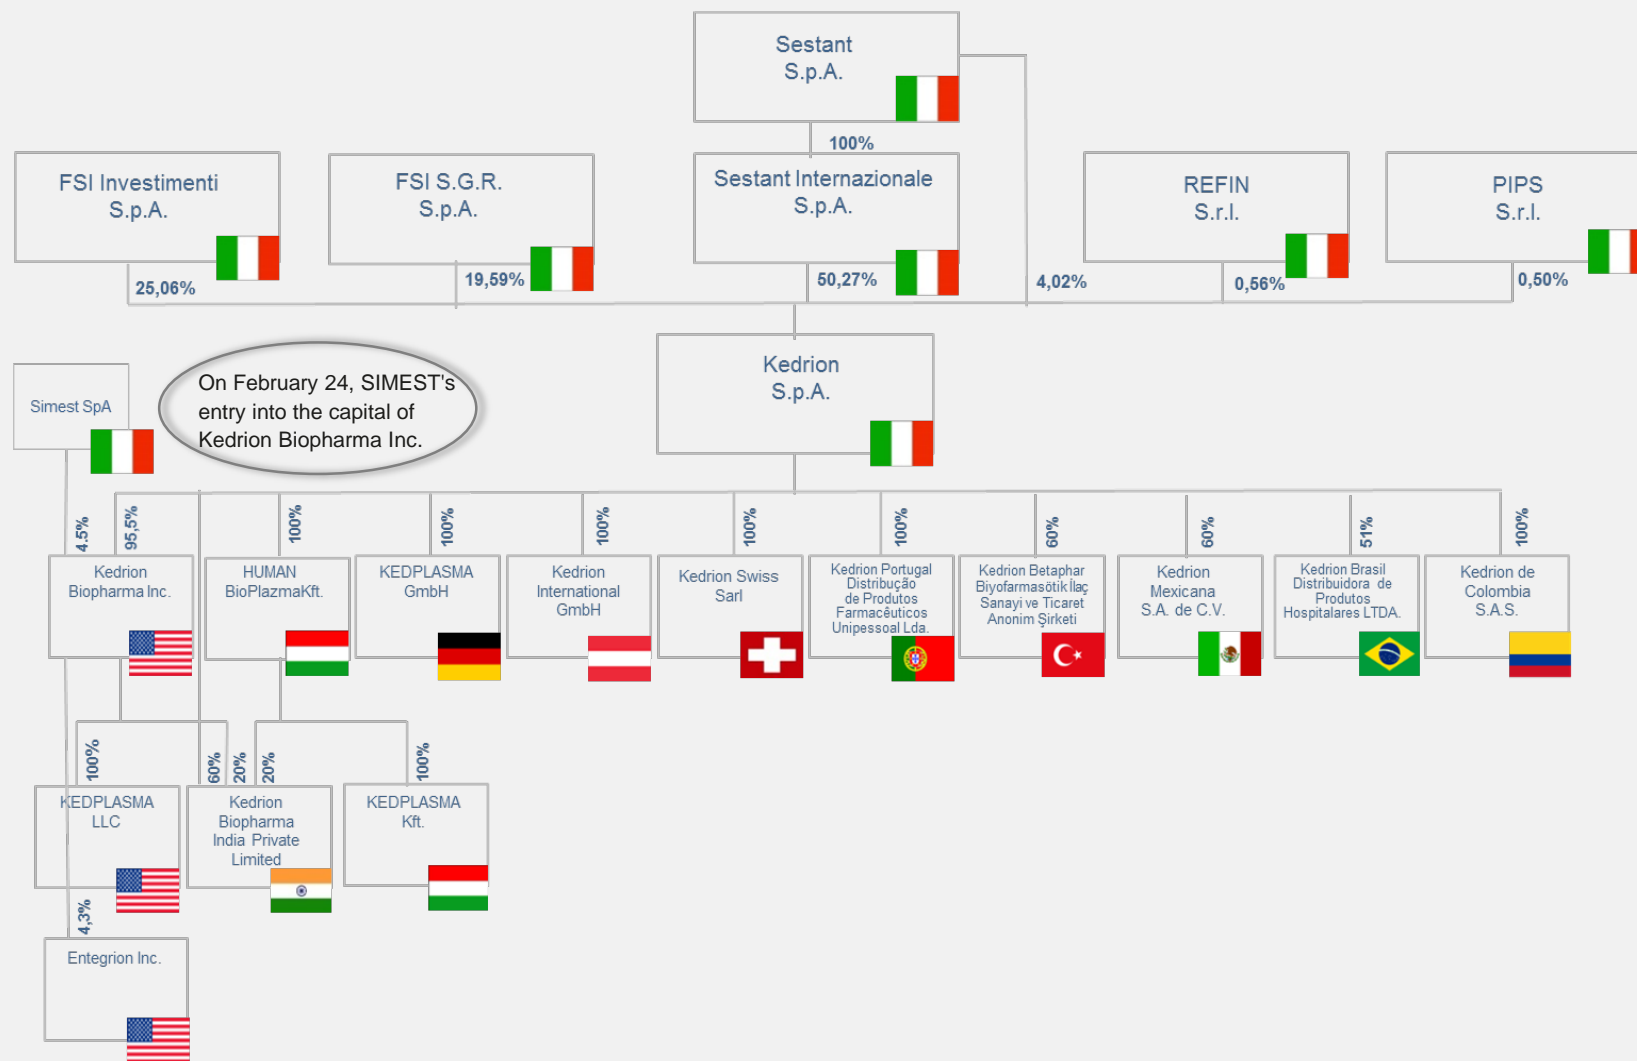 Sestant
S.p.A.
100%
FSI Investimenti
S.p.A.
FSI S.G.R.
S.p.A.
Sestant Internazionale
S.p.A.
REFIN
S.r.l.
PIPS
S.r.l.
25,06%
19,59%
50,27%
4,02%
0,56%
0,50%
Kedrion
S.p.A.
Simest SpA
On February 24, SIMEST's
entry into the capital of
Kedrion Biopharma Inc.
4.5%
95,5%
100%
100%
100%
100%
100%
60%
60%
51%
100%
Kedrion
Biopharma Inc.
HUMAN
BioPlazmaKft.
KEDPLASMA
GmbH
Kedrion
International
GmbH
Kedrion Swiss
Sarl
Kedrion Portugal
Distribução
de Produtos
Farmacêuticos
Unipessoal Lda.
Kedrion Betaphar
Biyofarmasötik İlaç
Sanayi ve Ticaret
Anonim Şirketi
Kedrion
Mexicana
S.A. de C.V.
Kedrion Brasil
Distribuidora de
Produtos
Hospitalares LTDA.
Kedrion de
Colombia
S.A.S.
100%
60%
20%
20%
100%
KEDPLASMA
LLC
Kedrion
Biopharma
India Private
Limited
KEDPLASMA
Kft.
4,3%
Entegrion Inc.